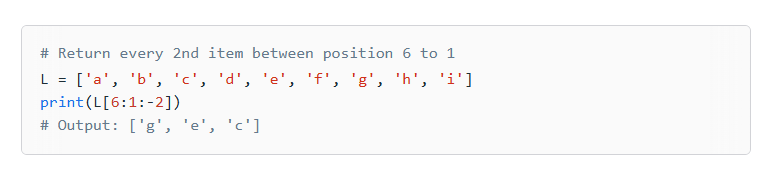 # Return every 2nd item between position 6 to 1
L = ['a', 'b', 'c', 'd', 'e', 'f', 'g', 'h', 'i']
print(L[6:1:-2])
# Output: ['g', 'e', 'c']